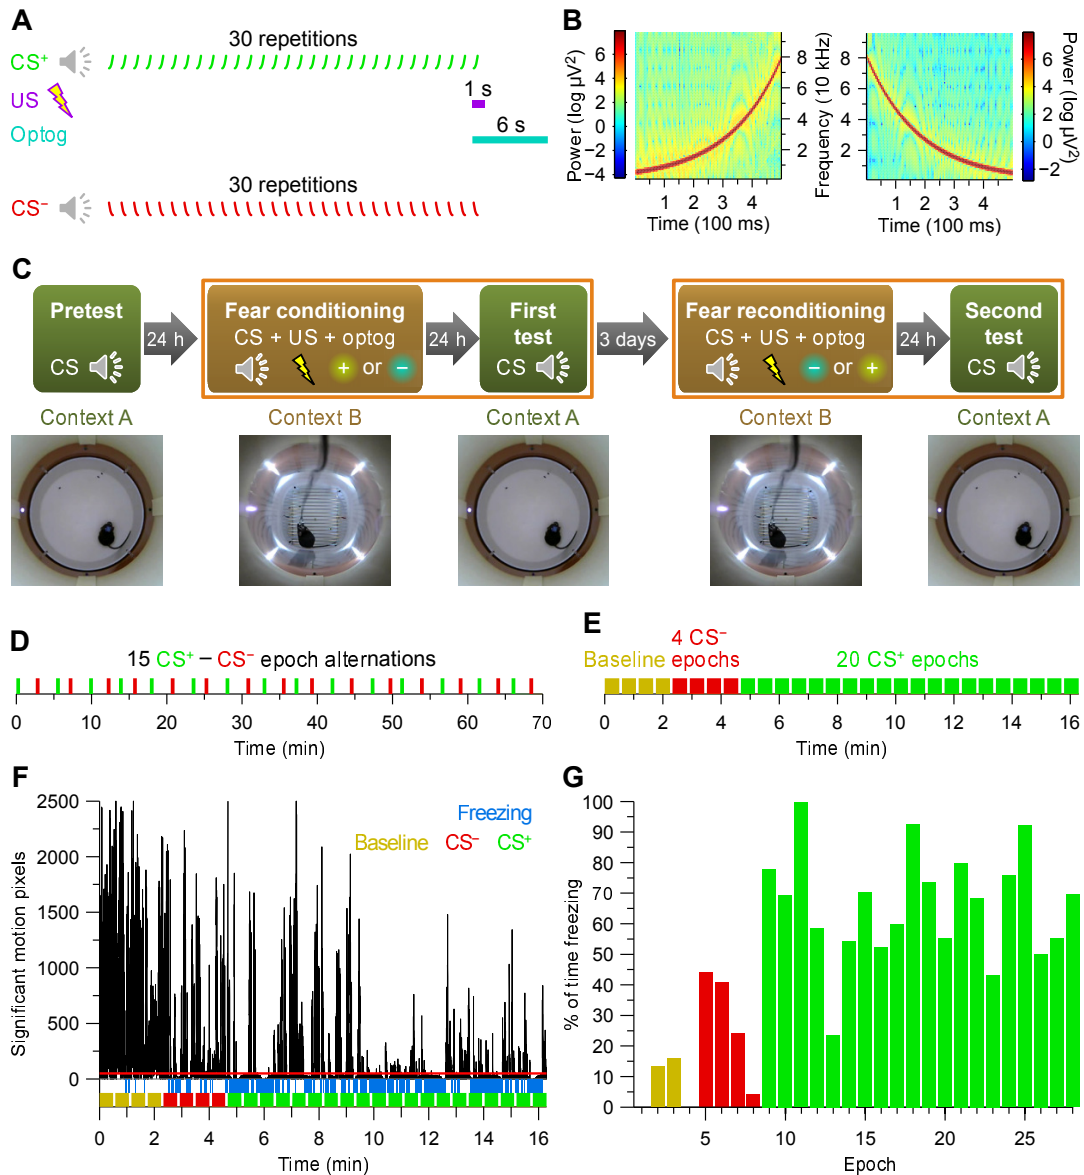 A
CS⁺
30 repetitions
US
1 s
Optog
6 s
CS⁻
30 repetitions
B
Power (log µV²)
6
4
2
0
−2
−4
1 2 3 4
Time (100 ms)
8
6
4
2
Frequency (10 kHz)
8
6
4
2
1 2 3 4
Time (100 ms)
6
4
2
0
−2
Power (log µV²)
C
Pretest
CS
24 h
Fear conditioning
CS + US + optog
+ or −
24 h
First
test
CS
3 days
Fear reconditioning
CS + US + optog
− or +
24 h
Second
test
CS
Context A
Context B
Context A
Context B
Context A
D
15 CS⁺ – CS⁻ epoch alternations
0 10 20 30 40 50 60 70
Time (min)
E
Baseline
4 CS⁻
epochs
20 CS⁺ epochs
0 2 4 6 8 10 12 14 16
Time (min)
F
Significant motion pixels
2500
2000
1500
1000
500
0
Freezing
Baseline CS⁻ CS⁺
0 2 4 6 8 10 12 14 16
Time (min)
G
% of time freezing
100
90
80
70
60
50
40
30
20
10
0
5 10 15 20 25
Epoch